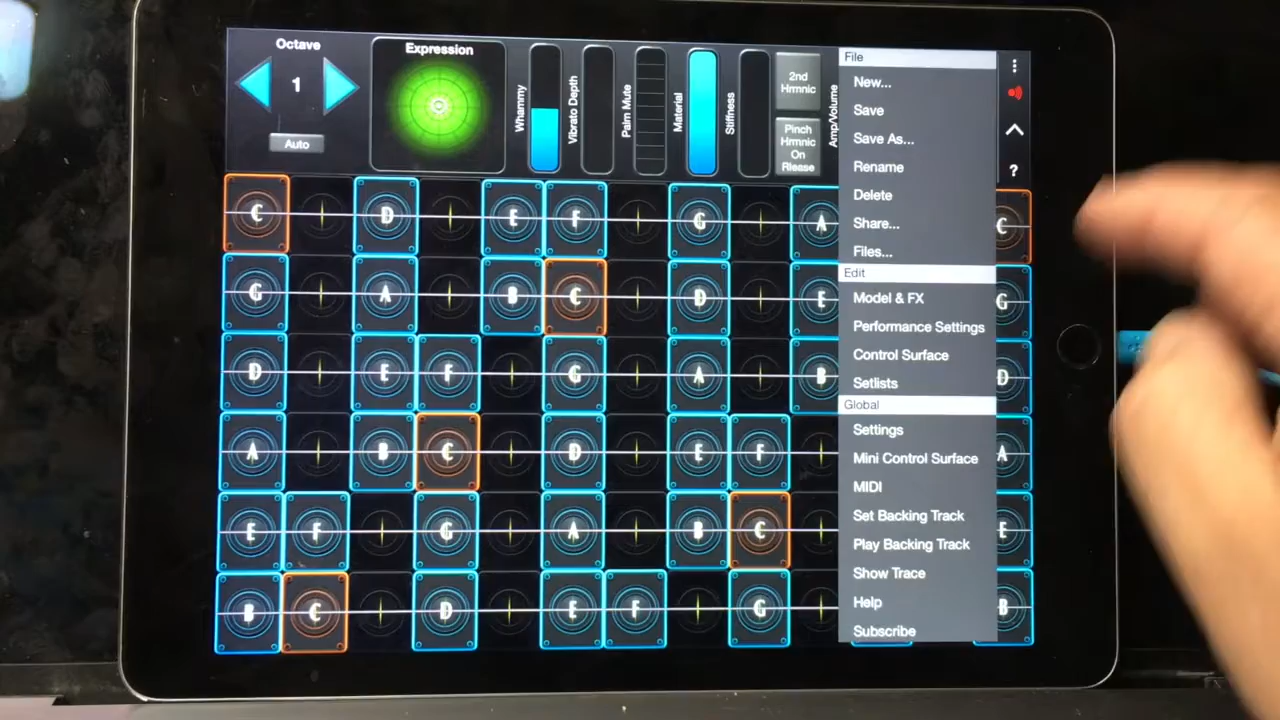 Octave
1
Auto
Expression
Whammy
Vibrato Depth
Palm Mute
Material
Stiffness
2nd
Hrmnic
Pinch
Hrmnic
On
Rlease
Amp/Volume
File
New...
Save
Save As...
Rename
Delete
Share...
Files...
Edit
Model & FX
Performance Settings
Control Surface
Setlists
Global
Settings
Mini Control Surface
MIDI
Set Backing Track
Play Backing Track
Show Trace
Help
Subscribe
?
C D E F G A C
G A B C D E G
D E F G A B D
A B C D E F A
E F G A B C E
B C D E F G B